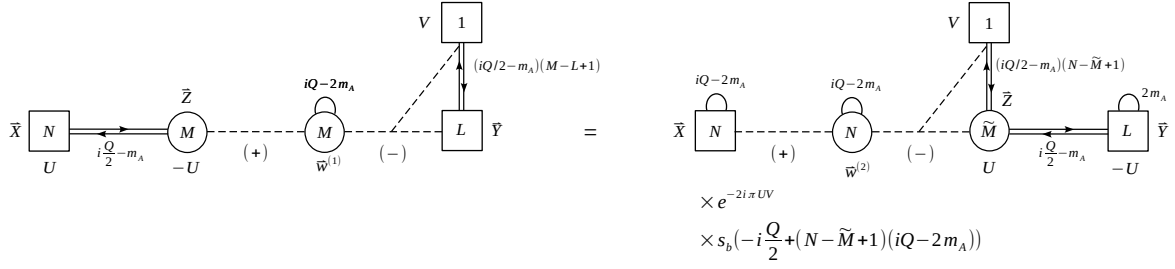 V 1 V 1
(iQ/2−m_A)(M−L+1) (iQ/2−m_A)(N−M̃+1)
iQ−2m_A iQ−2m_A iQ−2m_A 2m_A
Z⃗ Z⃗
X⃗ N M M L Y⃗ = X⃗ N N M̃ L Y⃗
i Q/2 −m_A (+) (−) (+) (−) i Q/2 −m_A
U −U w⃗^(1) w⃗^(2) U −U
× e^{−2iπUV}
× s_b(−i Q/2 +(N−M̃+1)(iQ−2m_A))